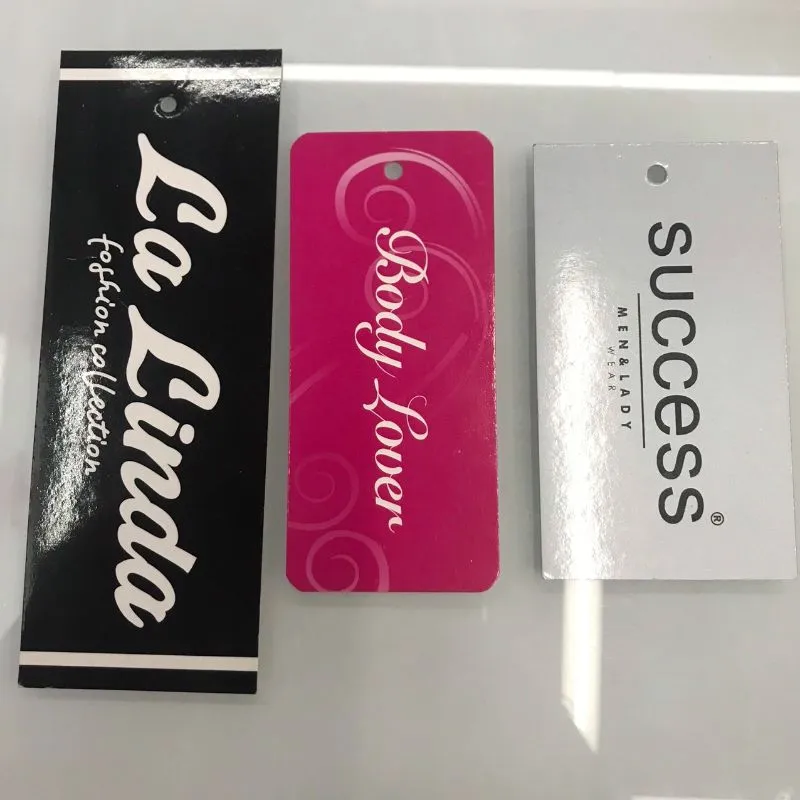 La Linda
fashion collection
Body Lover
success®
MEN & LADY
WEAR